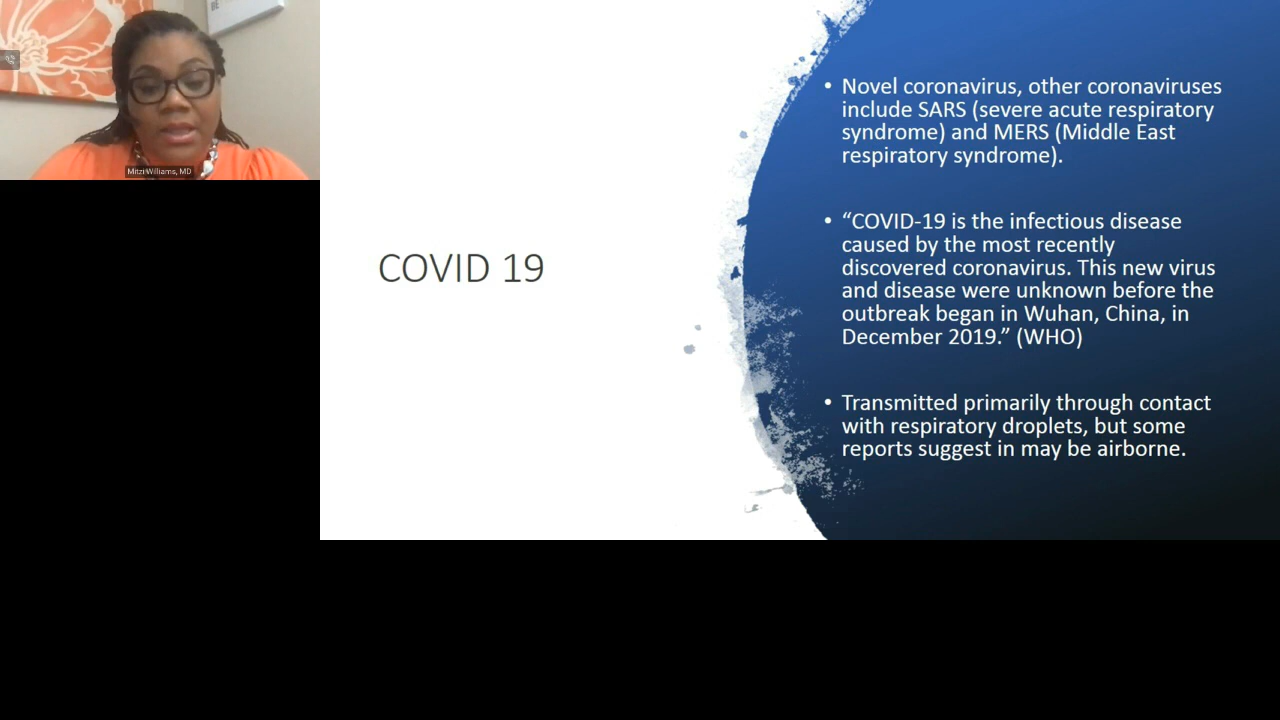 BE
Mitzi Williams, MD
COVID 19
• Novel coronavirus, other coronaviruses
include SARS (severe acute respiratory
syndrome) and MERS (Middle East
respiratory syndrome).
• “COVID-19 is the infectious disease
caused by the most recently
discovered coronavirus. This new virus
and disease were unknown before the
outbreak began in Wuhan, China, in
December 2019.” (WHO)
• Transmitted primarily through contact
with respiratory droplets, but some
reports suggest in may be airborne.